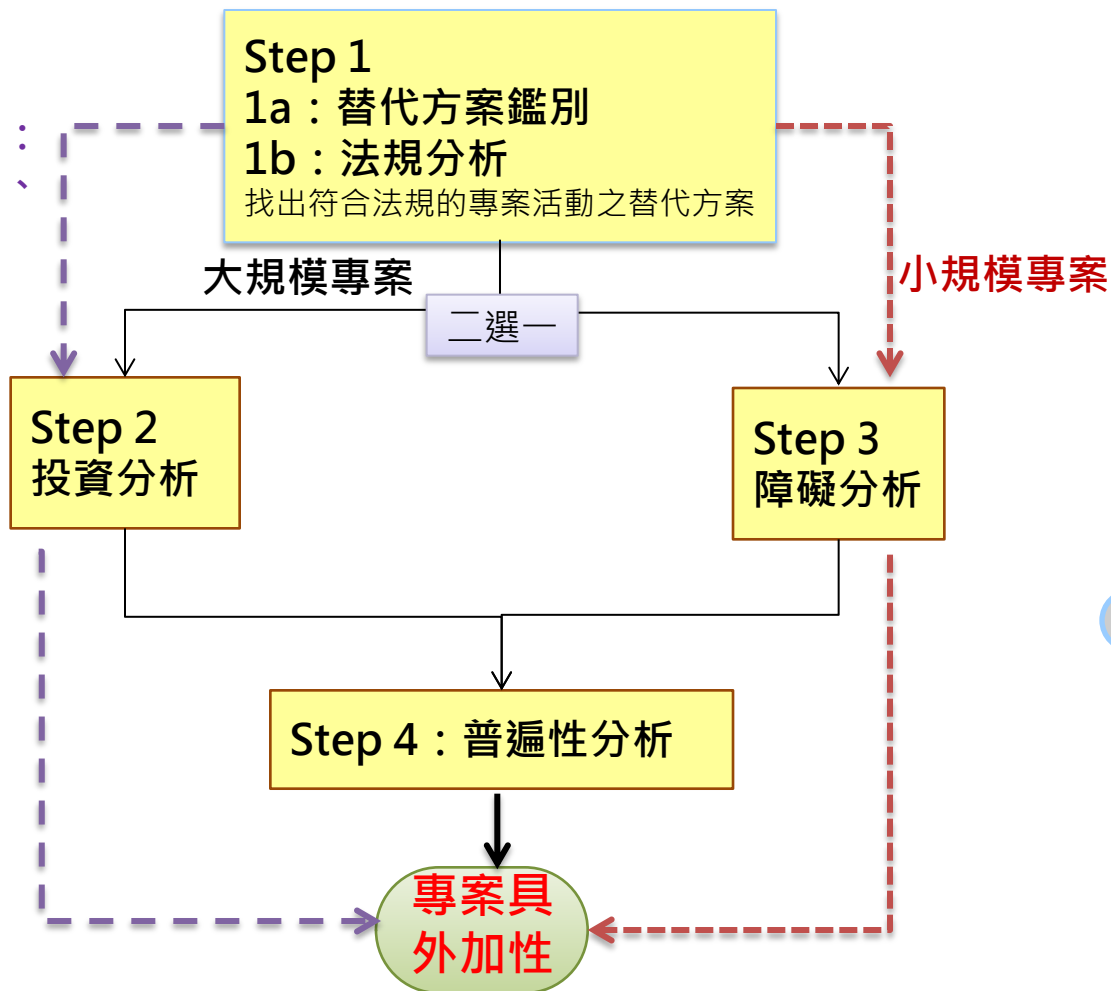 Step 1
1a：替代方案鑑別
1b：法規分析
找出符合法規的專案活動之替代方案
大規模專案
小規模專案
二選一
Step 2
投資分析
Step 3
障礙分析
Step 4：普遍性分析
專案具
外加性